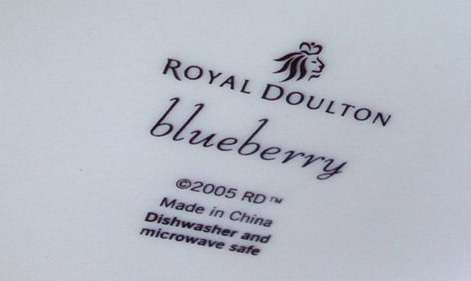 ROYAL DOULTON
blueberry
©2005 RD™
Made in China
Dishwasher and
microwave safe